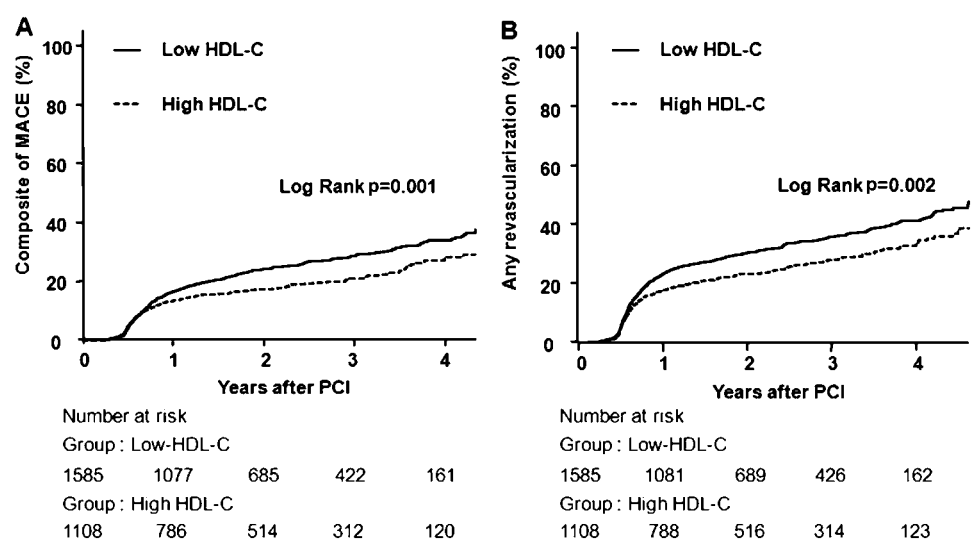 A
Composite of MACE (%)
100
80
60
40
20
0
Low HDL-C
High HDL-C
Log Rank p=0.001
0 1 2 3 4
Years after PCI
Number at risk
Group : Low-HDL-C
1585 1077 685 422 161
Group : High HDL-C
1108 786 514 312 120
B
Any revascularization (%)
100
80
60
40
20
0
Low HDL-C
High HDL-C
Log Rank p=0.002
0 1 2 3 4
Years after PCI
Number at risk
Group : Low-HDL-C
1585 1081 689 426 162
Group : High HDL-C
1108 788 516 314 123